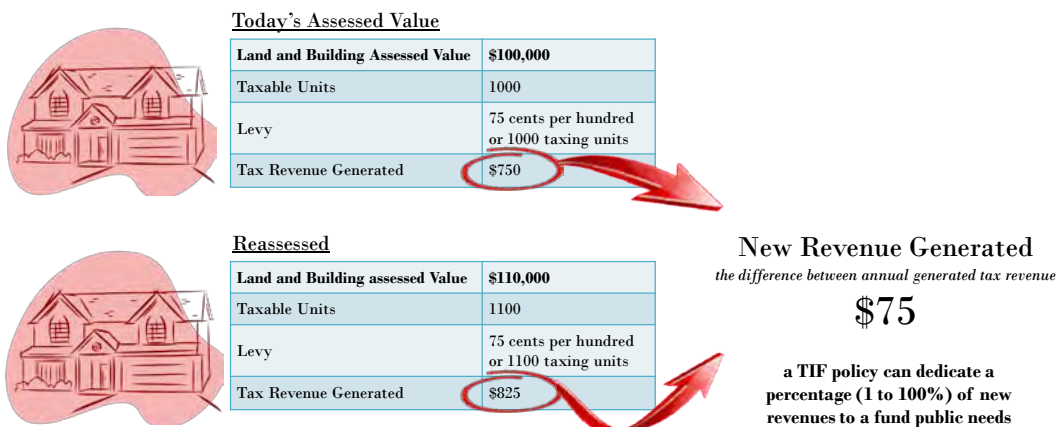 Today's Assessed Value
Land and Building Assessed Value $100,000
Taxable Units 1000
Levy 75 cents per hundred
or 1000 taxing units
Tax Revenue Generated $750
Reassessed
Land and Building assessed Value $110,000
Taxable Units 1100
Levy 75 cents per hundred
or 1100 taxing units
Tax Revenue Generated $825
New Revenue Generated
the difference between annual generated tax revenue
$75
a TIF policy can dedicate a
percentage (1 to 100%) of new
revenues to a fund public needs